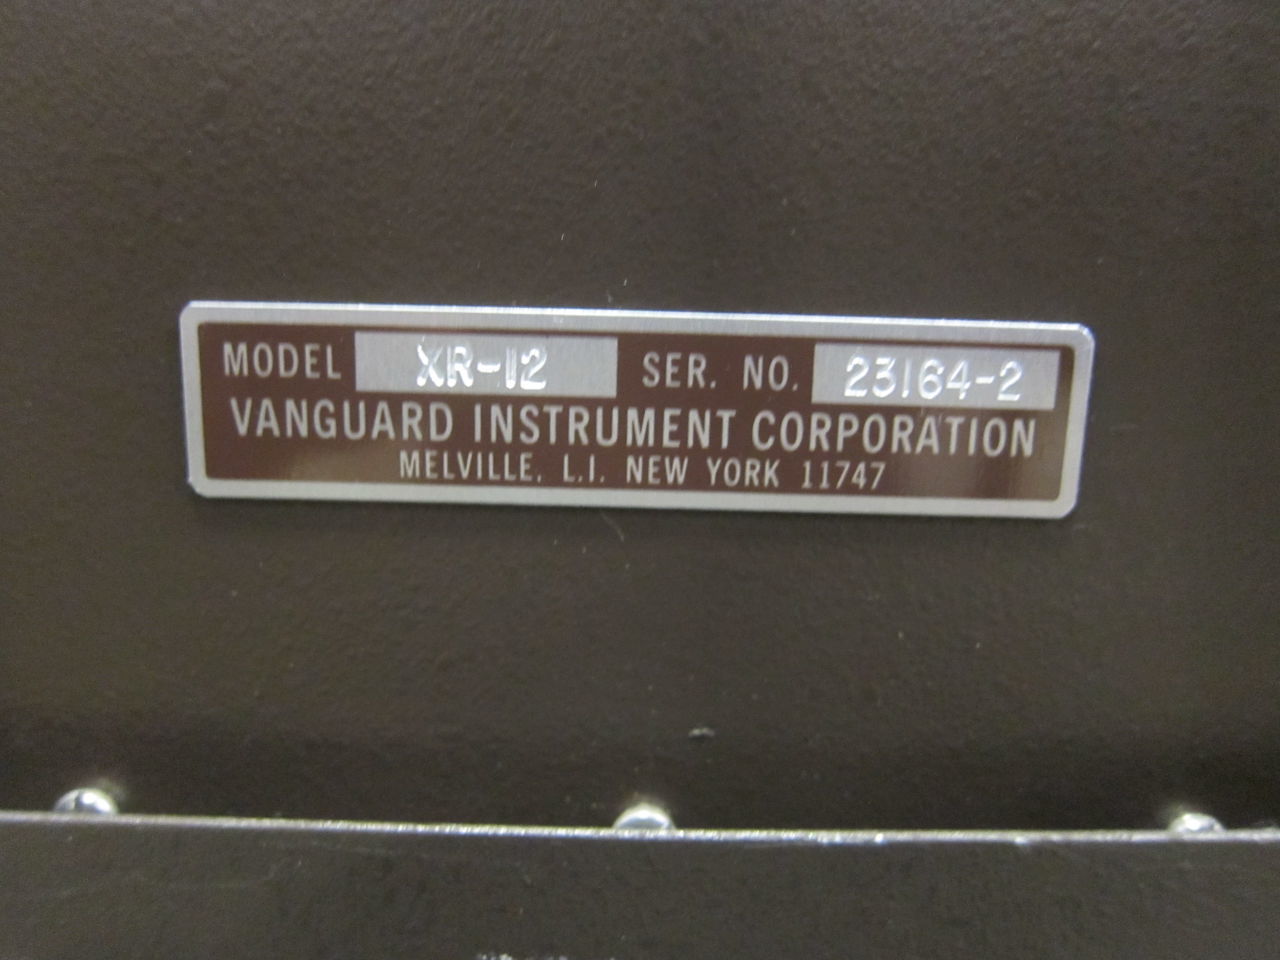 MODEL XR-12 SER. NO. 23164-2
VANGUARD INSTRUMENT CORPORATION
MELVILLE, L.I. NEW YORK 11747